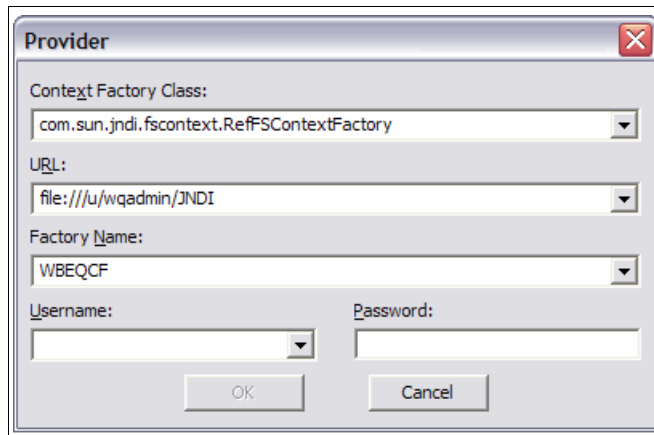 Provider
Context Factory Class:
com.sun.jndi.fscontext.RefFSContextFactory
URL:
file:///u/wqadmin/JNDI
Factory Name:
WBEQCF
Username: Password:
OK Cancel